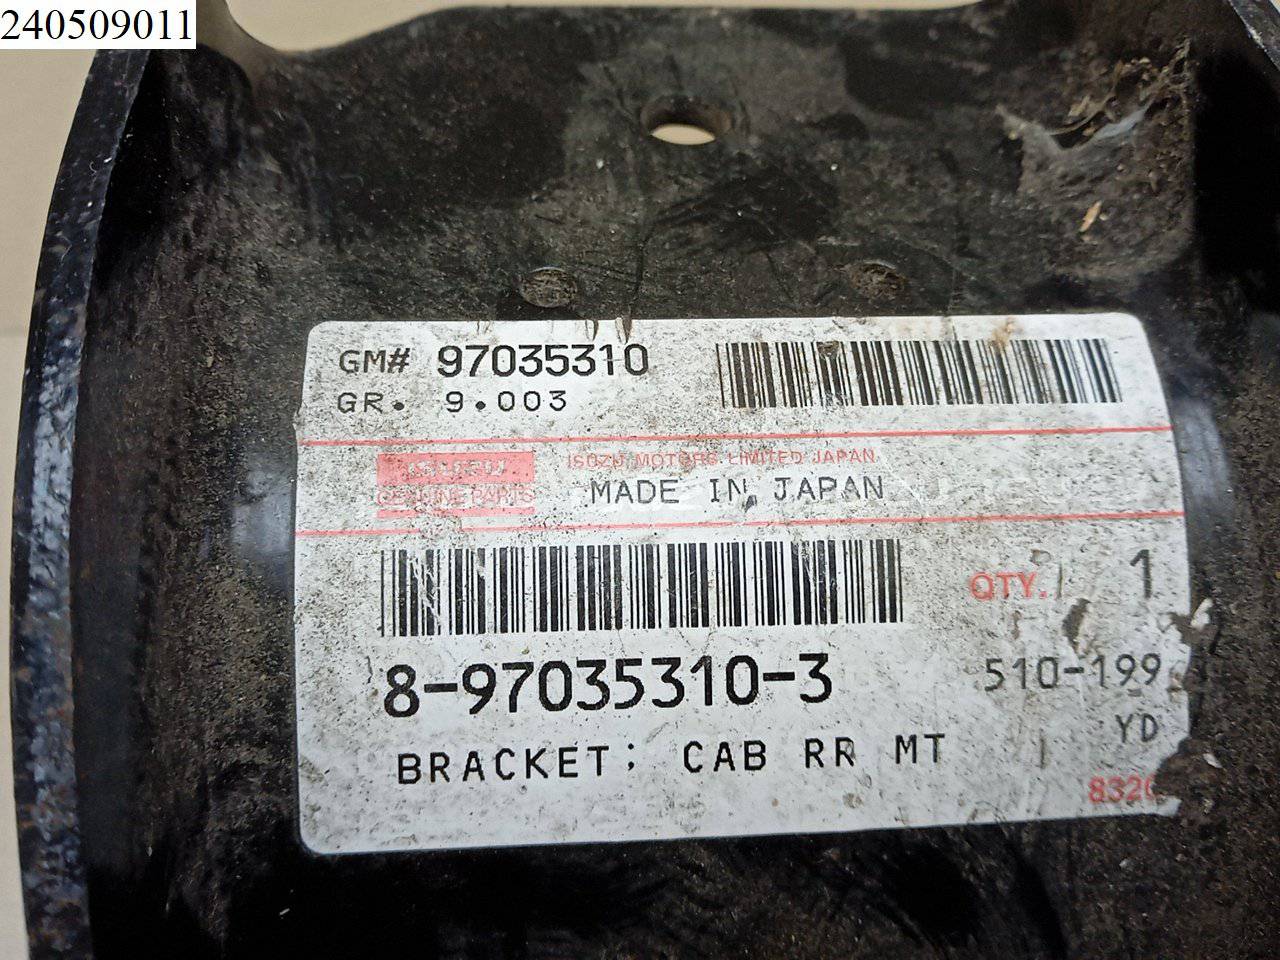 240509011
GM# 97035310
GR. 9.003
ISUZU
GENUINE PARTS
ISUZU MOTORS LIMITED JAPAN
MADE IN JAPAN
QTY. 1
8-97035310-3
510-199
BRACKET; CAB RR MT
YD